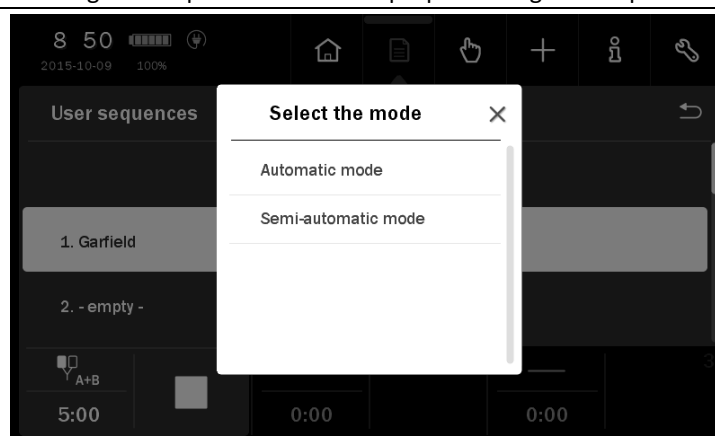 8 50
2015-10-09 100%
User sequences
Select the mode
Automatic mode
Semi-automatic mode
1. Garfield
2. - empty -
A+B
3
5:00
0:00
0:00